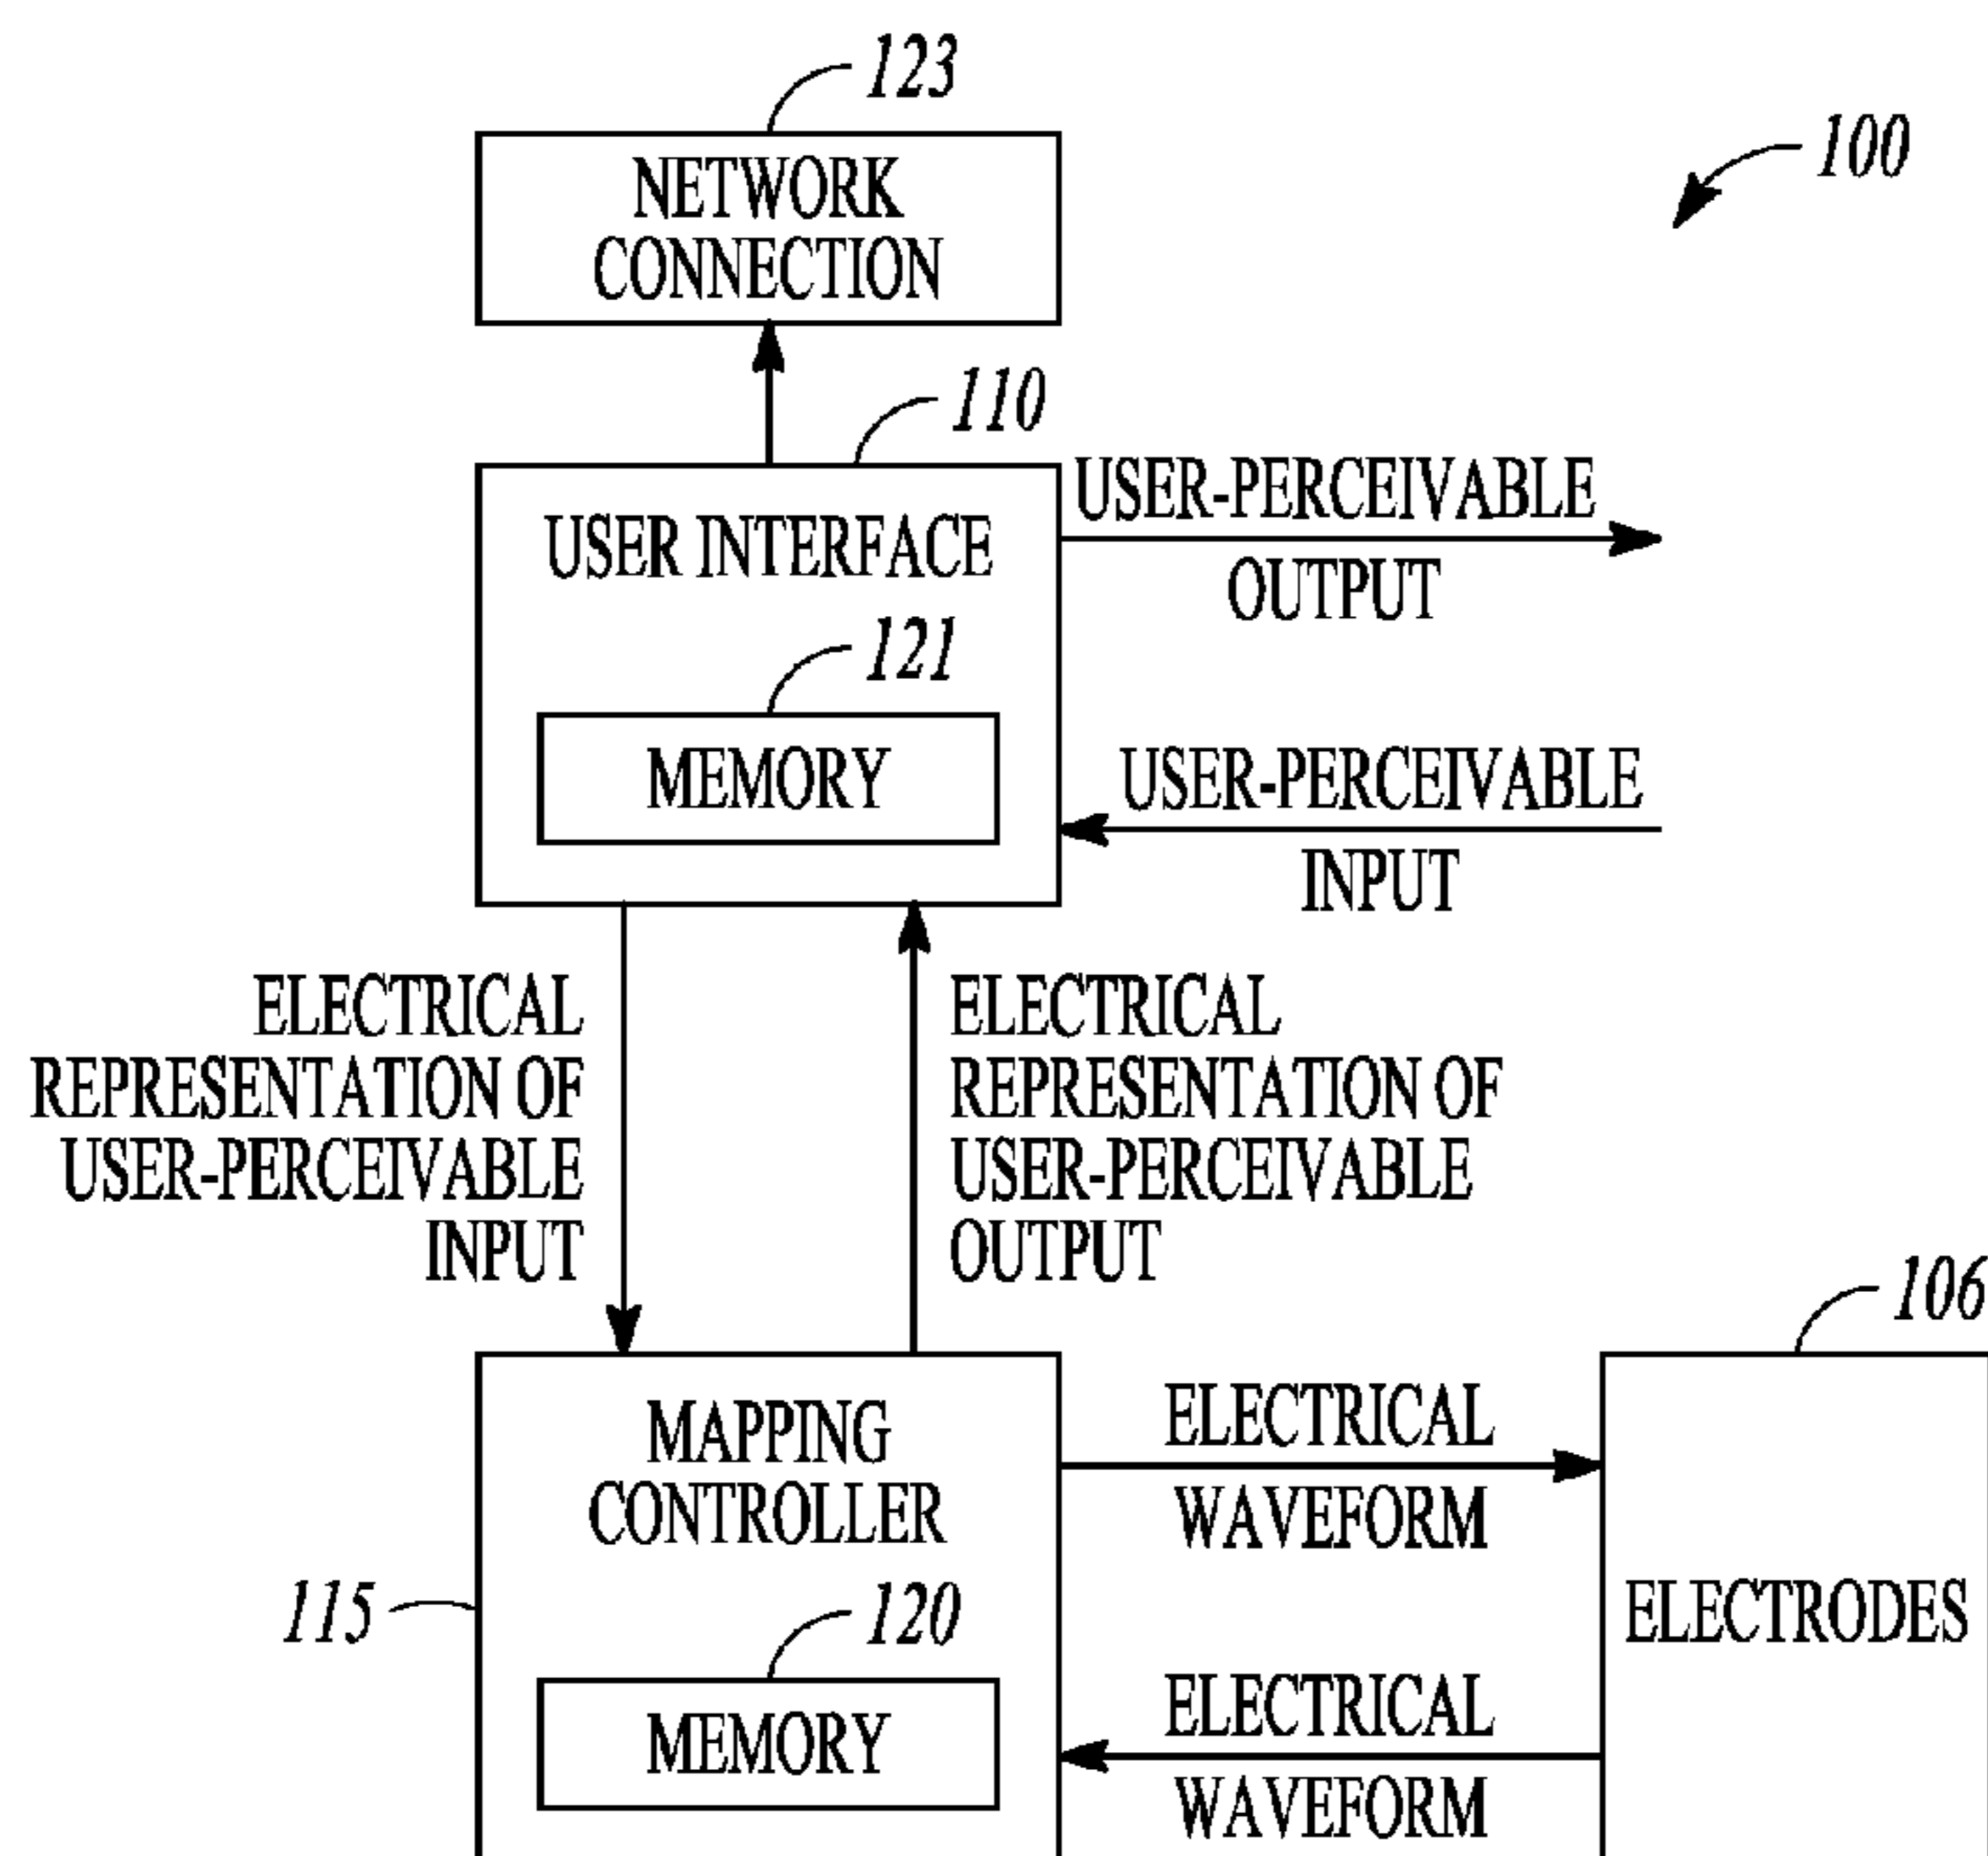 123
NETWORK
CONNECTION
100
110
USER INTERFACE
USER-PERCEIVABLE
OUTPUT
121
MEMORY
USER-PERCEIVABLE
INPUT
ELECTRICAL
REPRESENTATION OF
USER-PERCEIVABLE
INPUT
ELECTRICAL
REPRESENTATION OF
USER-PERCEIVABLE
OUTPUT
106
MAPPING
CONTROLLER
ELECTRICAL
WAVEFORM
115
120
MEMORY
ELECTRODES
ELECTRICAL
WAVEFORM